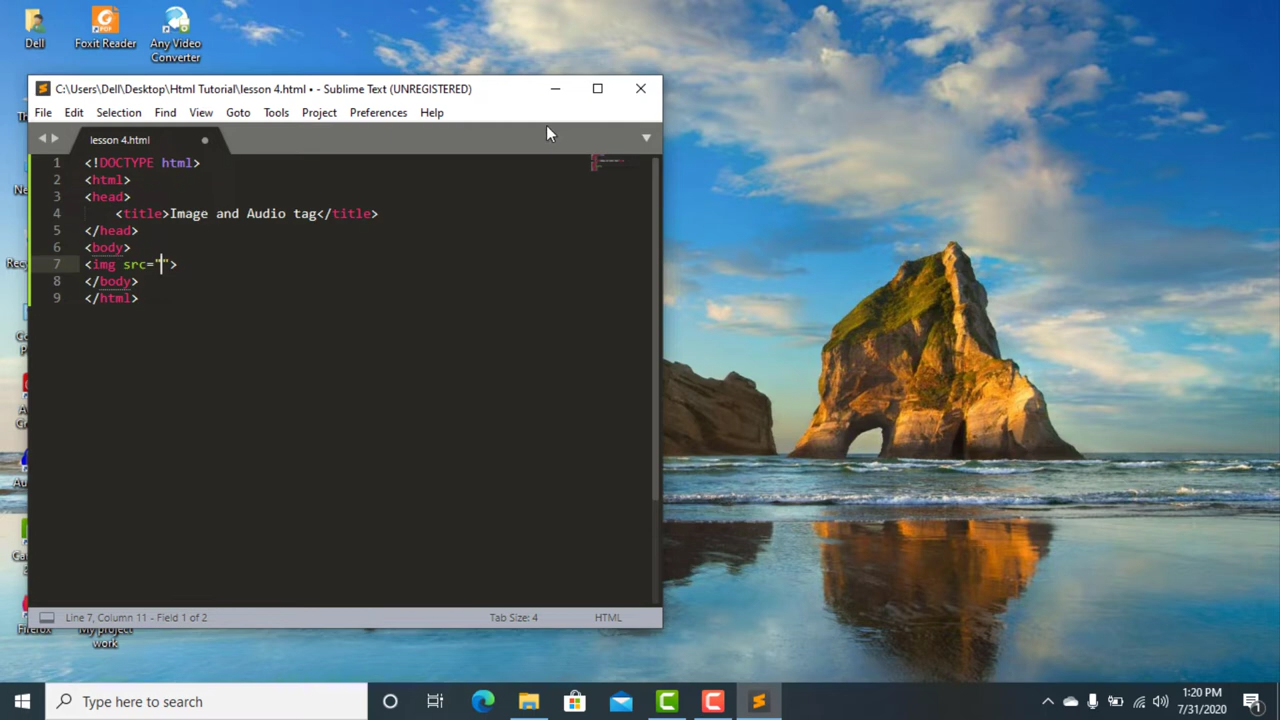 Dell
Foxit Reader
Any Video
Converter
C:\Users\Dell\Desktop\Html Tutorial\lesson 4.html • - Sublime Text (UNREGISTERED)
File Edit Selection Find View Goto Tools Project Preferences Help
lesson 4.html
1 <!DOCTYPE html>
2 <html>
3 <head>
4 <title>Image and Audio tag</title>
5 </head>
6 <body>
7 <img src="">
8 </body>
9 </html>
Line 7, Column 11 - Field 1 of 2
Tab Size: 4
HTML
My project
work
Type here to search
1:20 PM
7/31/2020
1